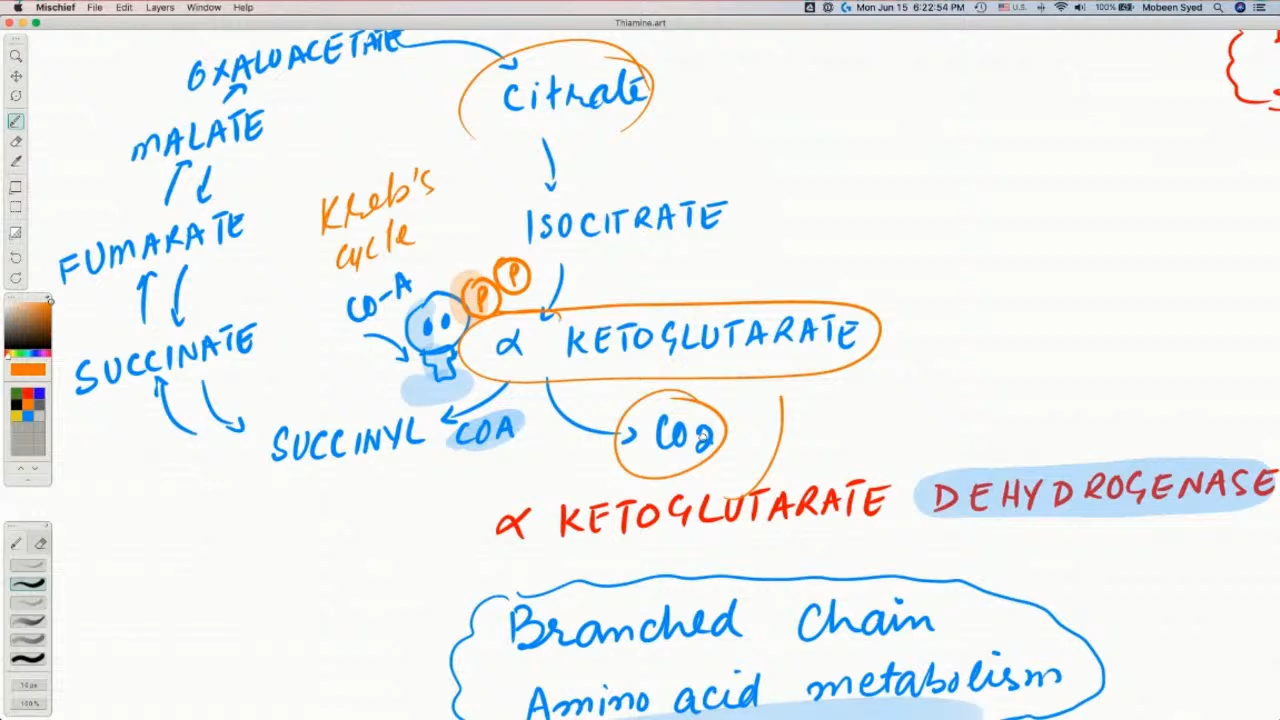 Mischief File Edit Layers Window Help
100% U.S. Mon Jun 15 6:22:54 PM Mobeen Syed
Thiamine.art
OXALOACETATE
Citrate
MALATE
Kreb's
cycle
ISOCITRATE
FUMARATE
CO-A
P P
α KETOGLUTARATE
SUCCINATE
SUCCINYL COA
CO2
α KETOGLUTARATE DEHYDROGENASE
Branched Chain
Amino acid metabolism
10px
100%